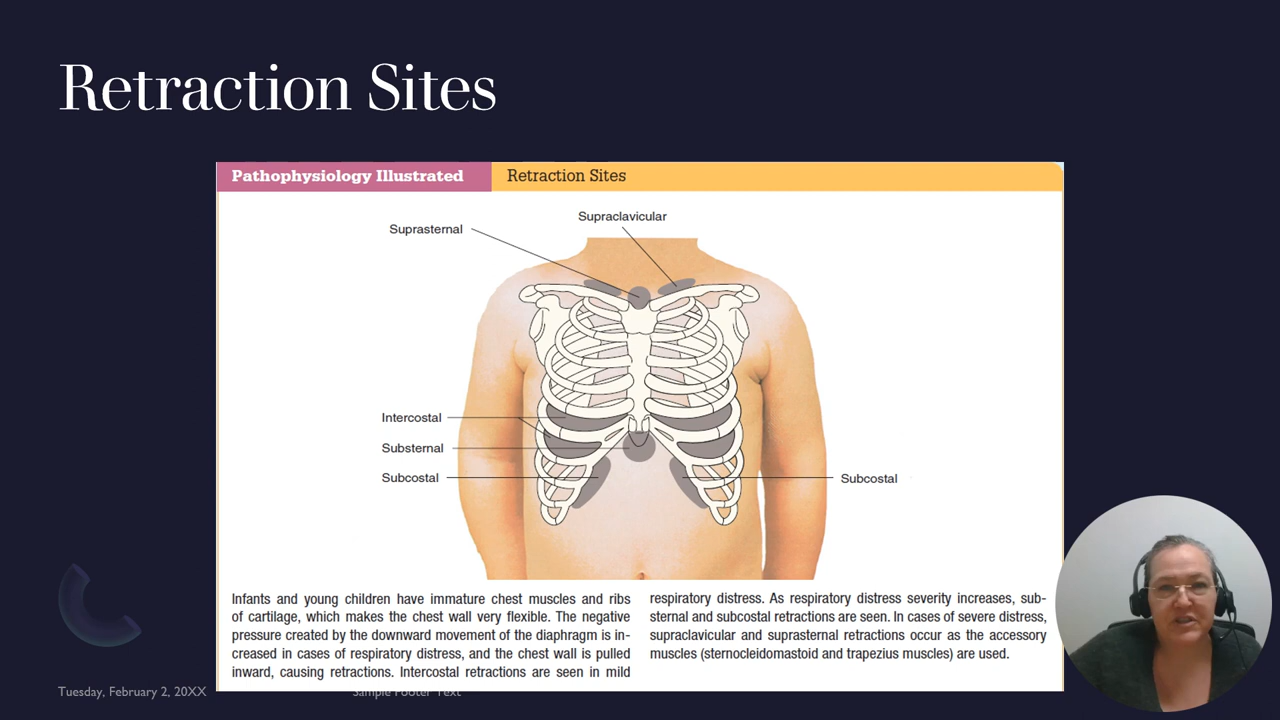 Retraction Sites
Pathophysiology Illustrated
Retraction Sites
Supraclavicular
Suprasternal
Intercostal
Substernal
Subcostal
Subcostal
Infants and young children have immature chest muscles and ribs
of cartilage, which makes the chest wall very flexible. The negative
pressure created by the downward movement of the diaphragm is in-
creased in cases of respiratory distress, and the chest wall is pulled
inward, causing retractions. Intercostal retractions are seen in mild
respiratory distress. As respiratory distress severity increases, sub-
sternal and subcostal retractions are seen. In cases of severe distress,
supraclavicular and suprasternal retractions occur as the accessory
muscles (sternocleidomastoid and trapezius muscles) are used.
Tuesday, February 2, 20XX
Sample Footer Text